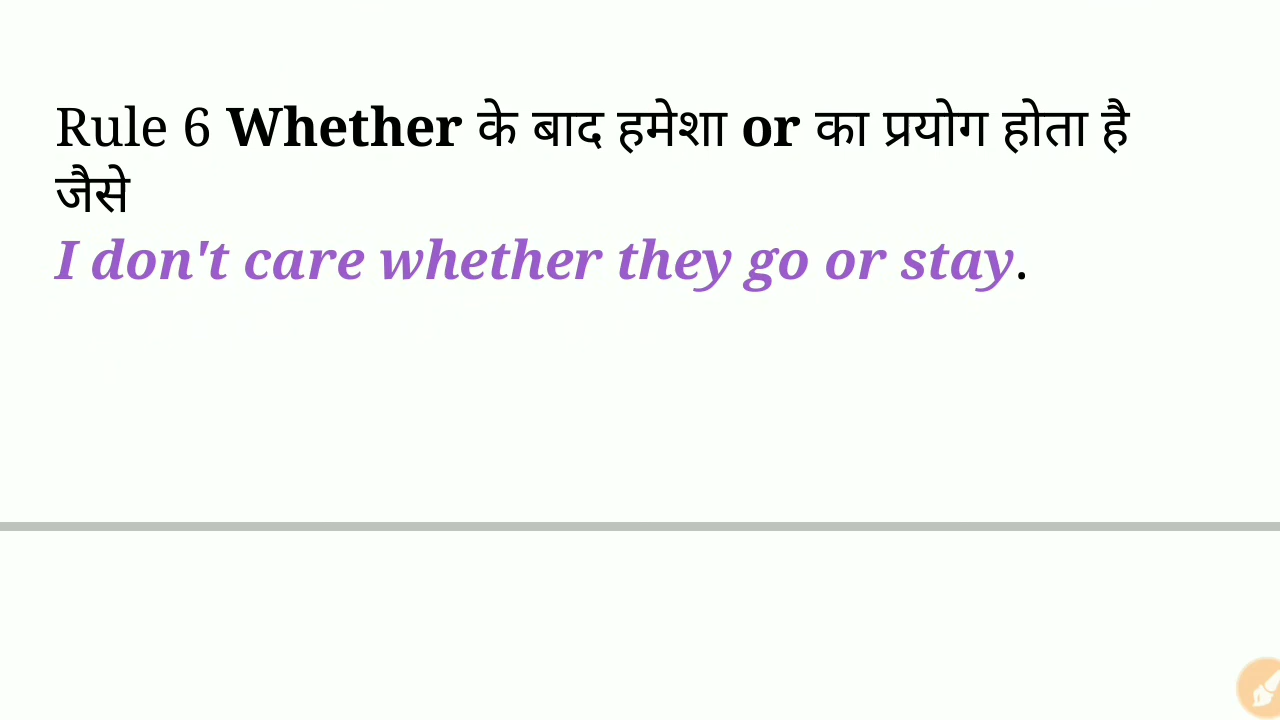 Rule 6 Whether के बाद हमेशा or का प्रयोग होता है
जैसे
I don't care whether they go or stay.